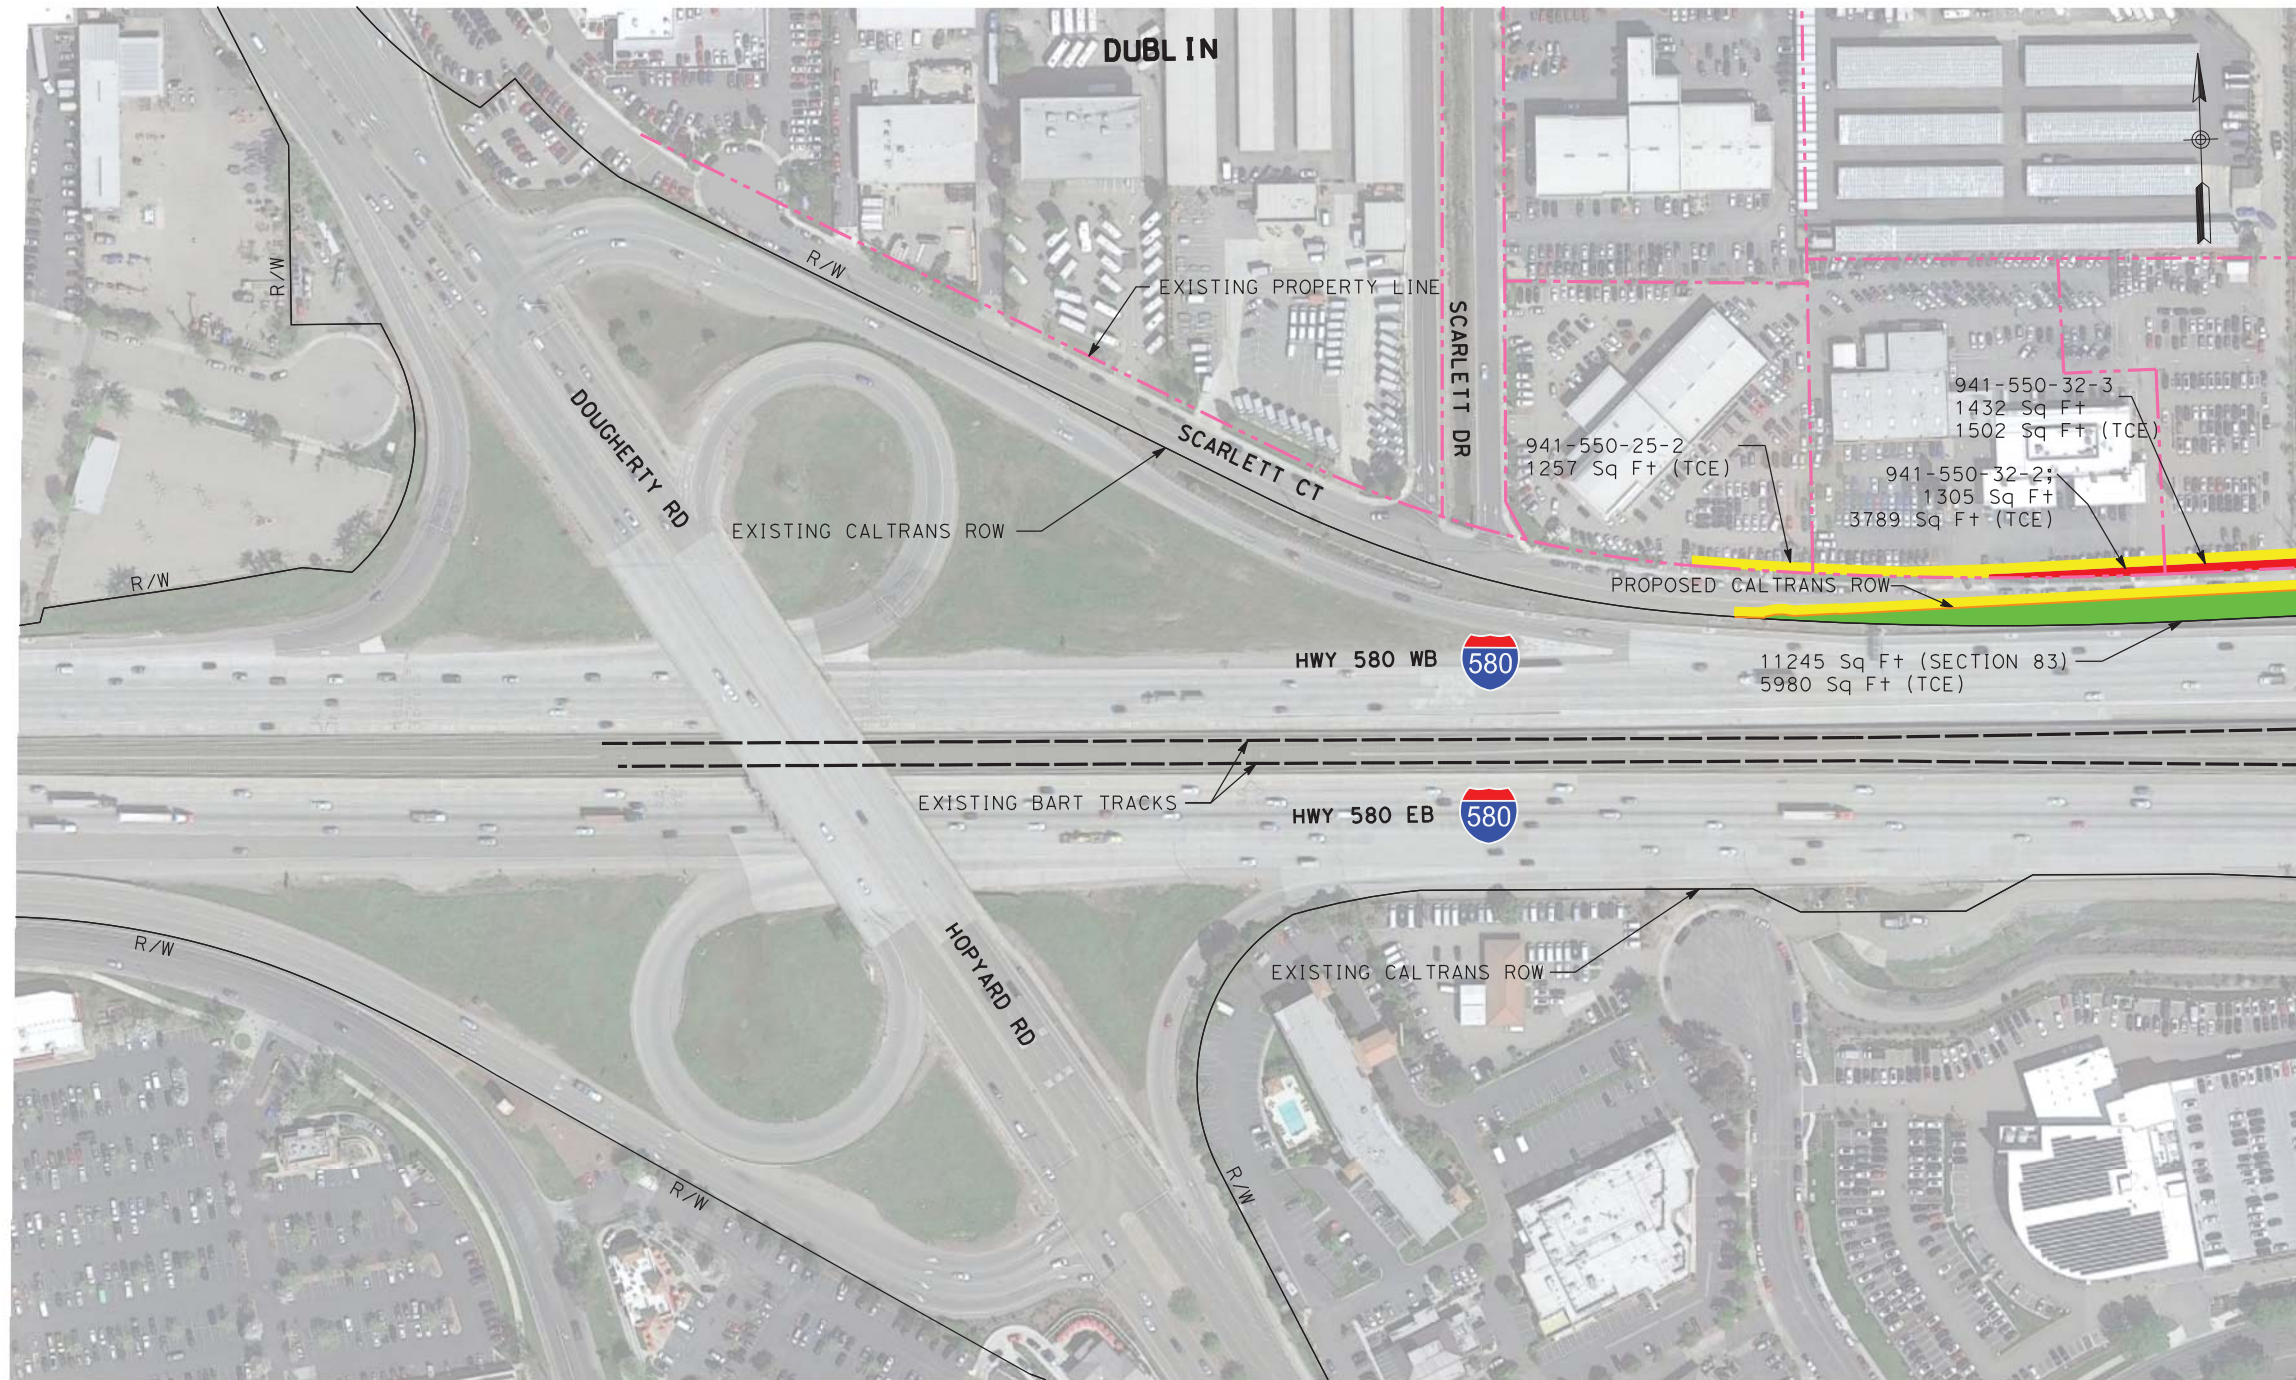 DUBLIN
R/W
R/W
EXISTING PROPERTY LINE
SCARLETT DR
DOUGHERTY RD
SCARLETT CT
941-550-32-3
1432 Sq Ft
1502 Sq Ft (TCE)
941-550-25-2
1257 Sq Ft (TCE)
941-550-32-2;
1305 Sq Ft
3789 Sq Ft (TCE)
EXISTING CALTRANS ROW
R/W
PROPOSED CALTRANS ROW
HWY 580 WB
580
11245 Sq Ft (SECTION 83)
5980 Sq Ft (TCE)
EXISTING BART TRACKS
HWY 580 EB
580
R/W
HOPYARD RD
EXISTING CALTRANS ROW
R/W
R/W